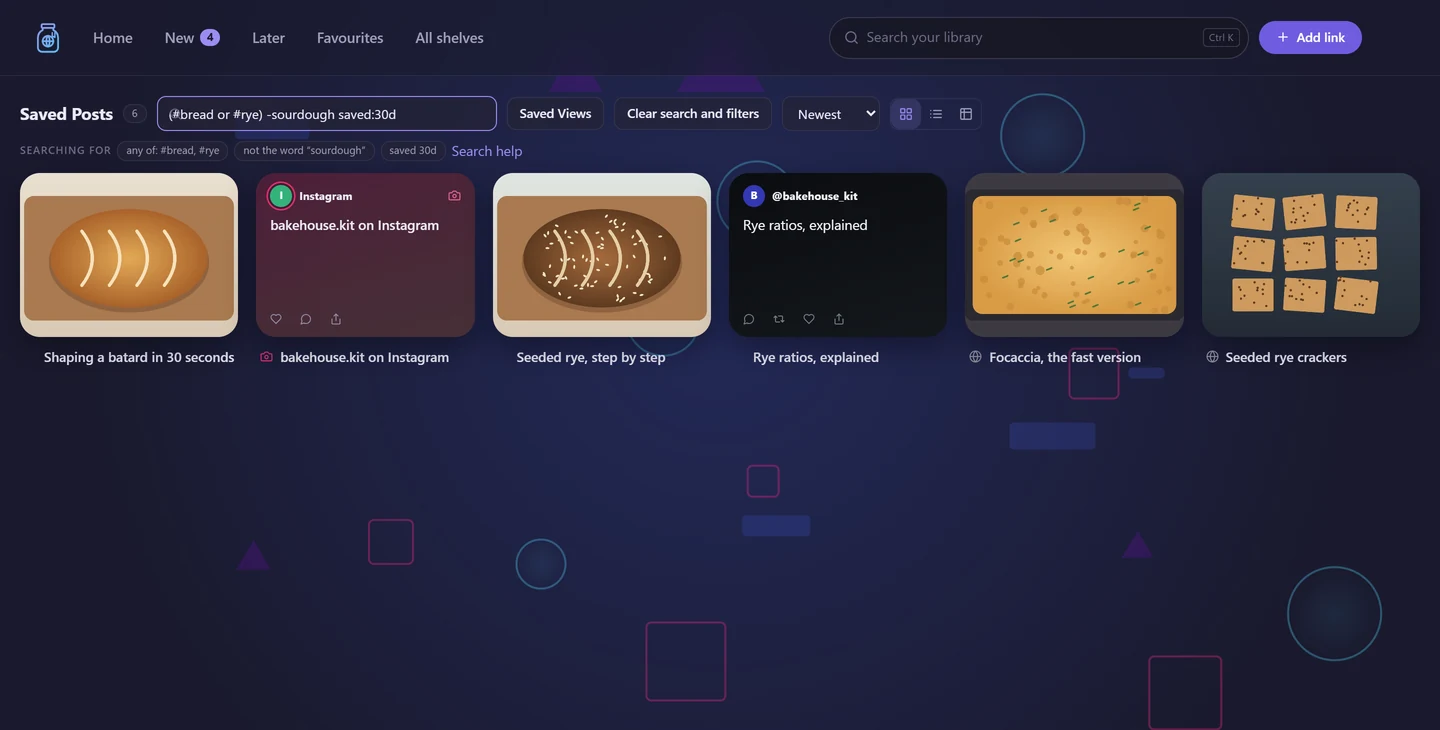 Home
New 4
Later
Favourites
All shelves
Search your library
Ctrl K
+ Add link
Saved Posts 6
(#bread or #rye) -sourdough saved:30d
Saved Views
Clear search and filters
Newest
SEARCHING FOR
any of: #bread, #rye
not the word "sourdough"
saved 30d
Search help
I
Instagram
bakehouse.kit on Instagram
B
@bakehouse_kit
Rye ratios, explained
Shaping a batard in 30 seconds
bakehouse.kit on Instagram
Seeded rye, step by step
Rye ratios, explained
Focaccia, the fast version
Seeded rye crackers